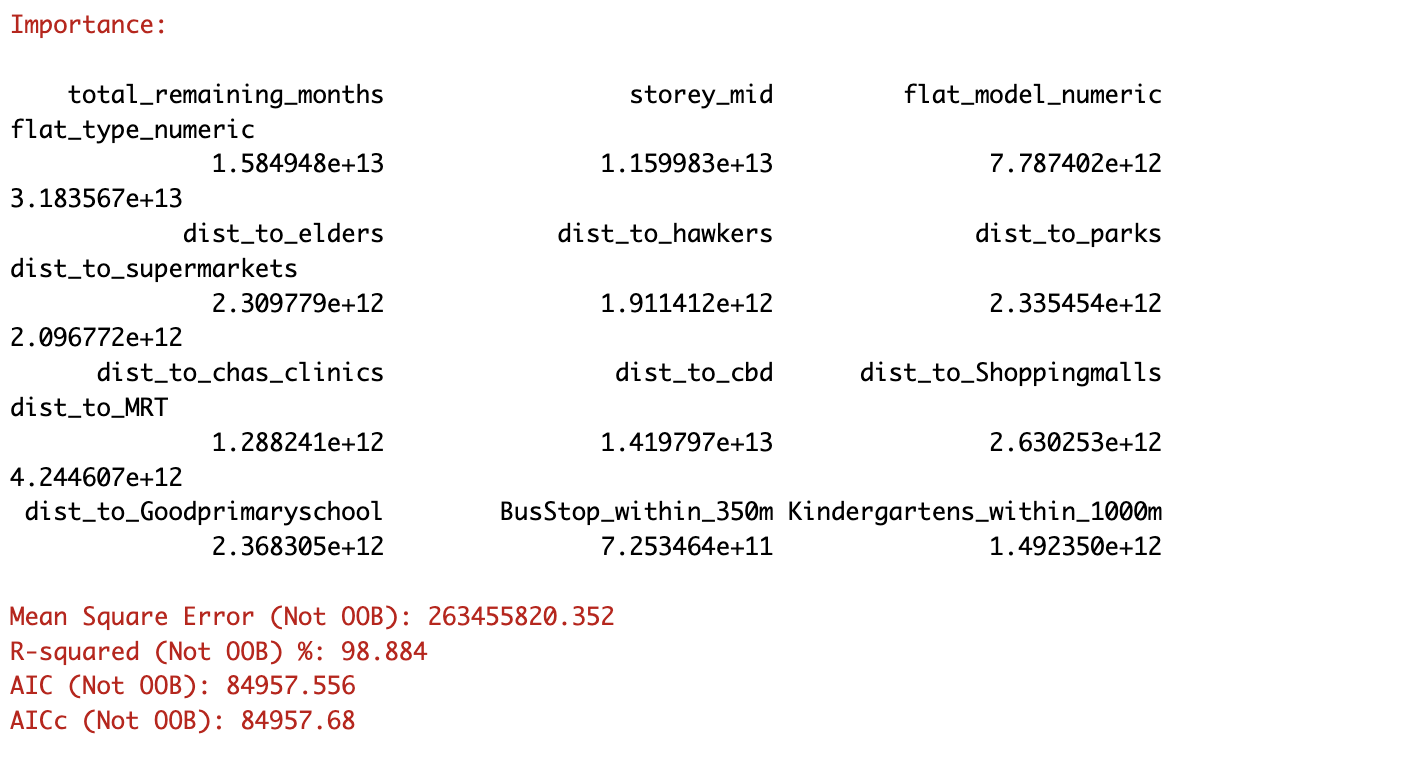 Importance:
total_remaining_months storey_mid flat_model_numeric
flat_type_numeric
1.584948e+13 1.159983e+13 7.787402e+12
3.183567e+13
dist_to_elders dist_to_hawkers dist_to_parks
dist_to_supermarkets
2.309779e+12 1.911412e+12 2.335454e+12
2.096772e+12
dist_to_chas_clinics dist_to_cbd dist_to_Shoppingmalls
dist_to_MRT
1.288241e+12 1.419797e+13 2.630253e+12
4.244607e+12
dist_to_Goodprimaryschool BusStop_within_350m Kindergartens_within_1000m
2.368305e+12 7.253464e+11 1.492350e+12
Mean Square Error (Not OOB): 263455820.352
R-squared (Not OOB) %: 98.884
AIC (Not OOB): 84957.556
AICc (Not OOB): 84957.68